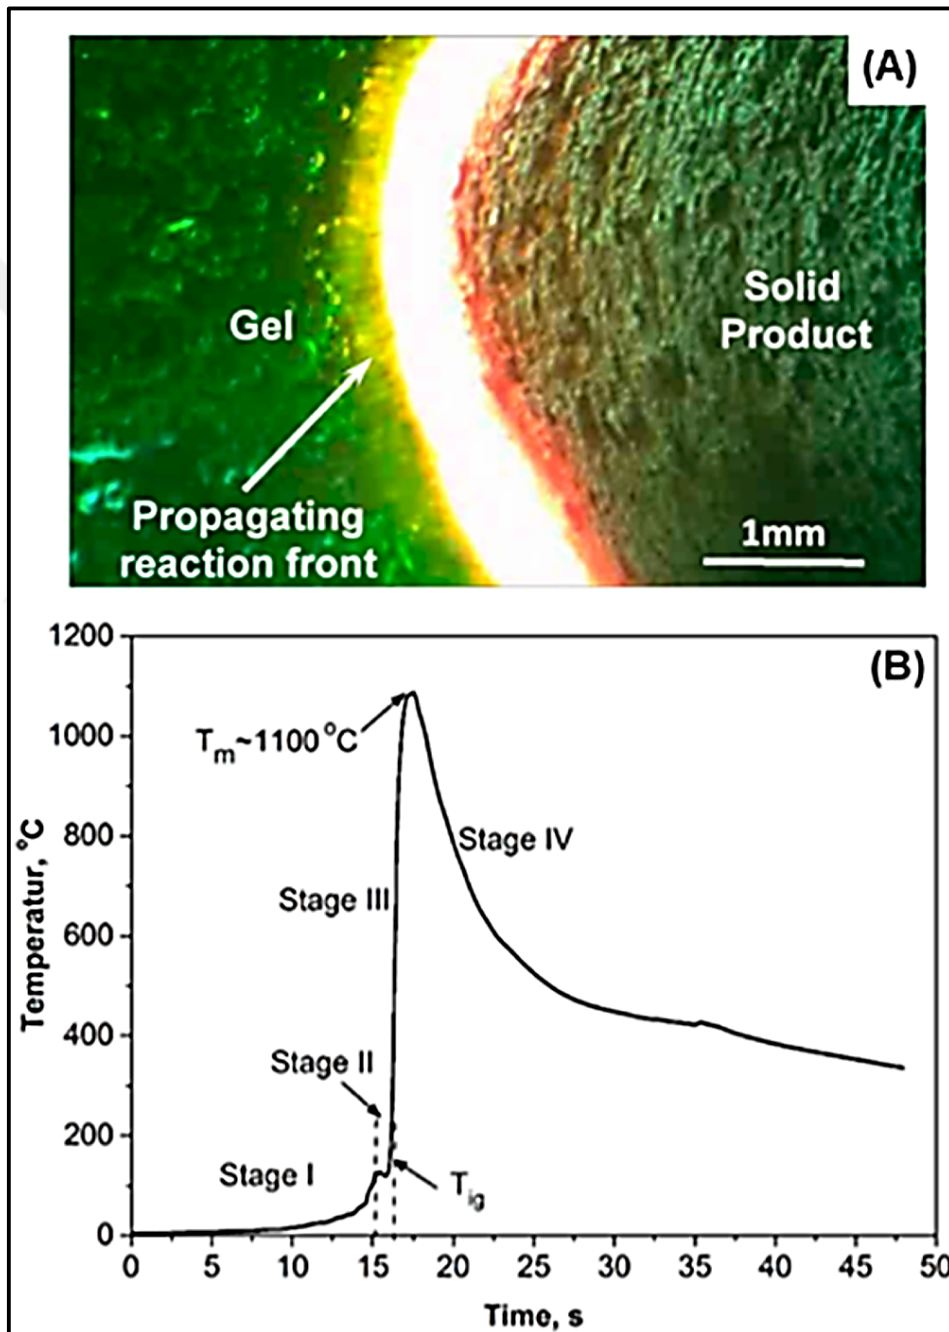 (A)
Gel
Solid
Product
Propagating
reaction front
1mm
(B)
1200
1000
800
600
400
200
0
Temperatur, °C
Tm~1100 °C
Stage IV
Stage III
Stage II
Stage I
Tig
0 5 10 15 20 25 30 35 40 45 50
Time, s